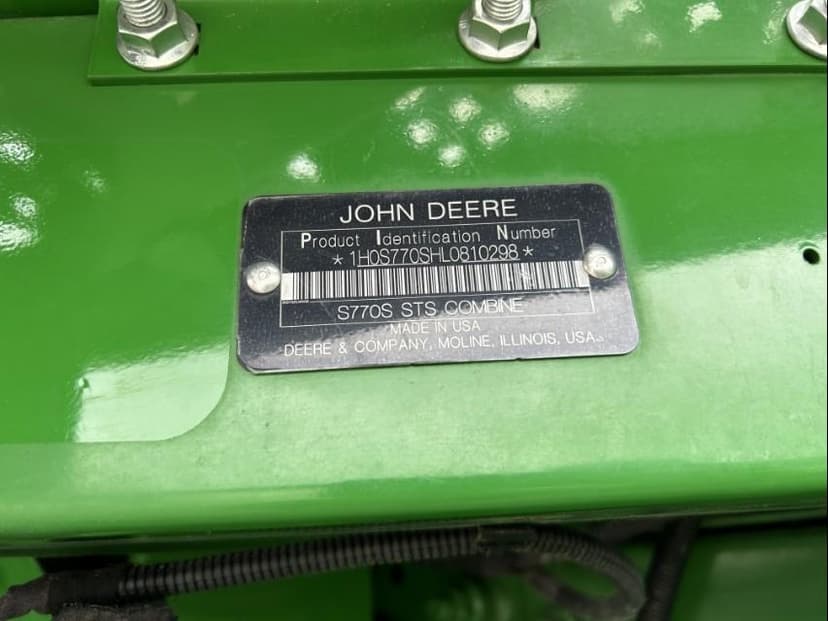 JOHN DEERE
Product Identification Number
*1H0S770SHL0810298*
S770S STS COMBINE
MADE IN USA
DEERE & COMPANY, MOLINE, ILLINOIS, USA